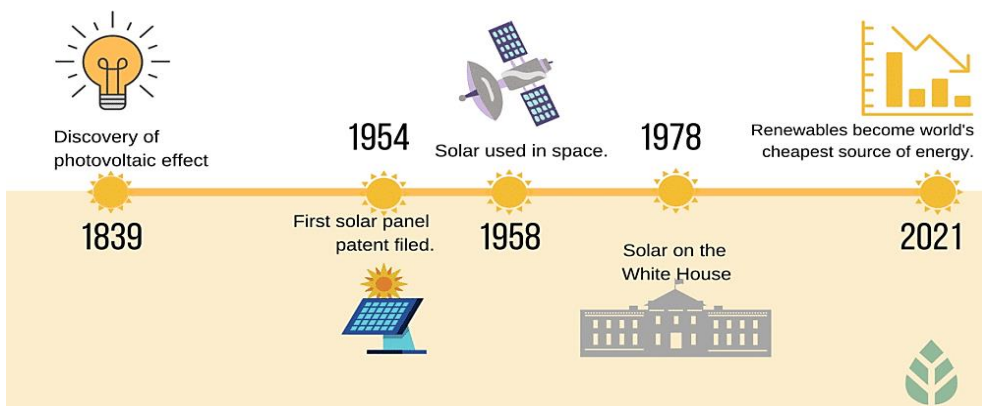 Discovery of
photovoltaic effect
1839
1954
First solar panel
patent filed.
Solar used in space.
1958
1978
Solar on the
White House
Renewables become world's
cheapest source of energy.
2021